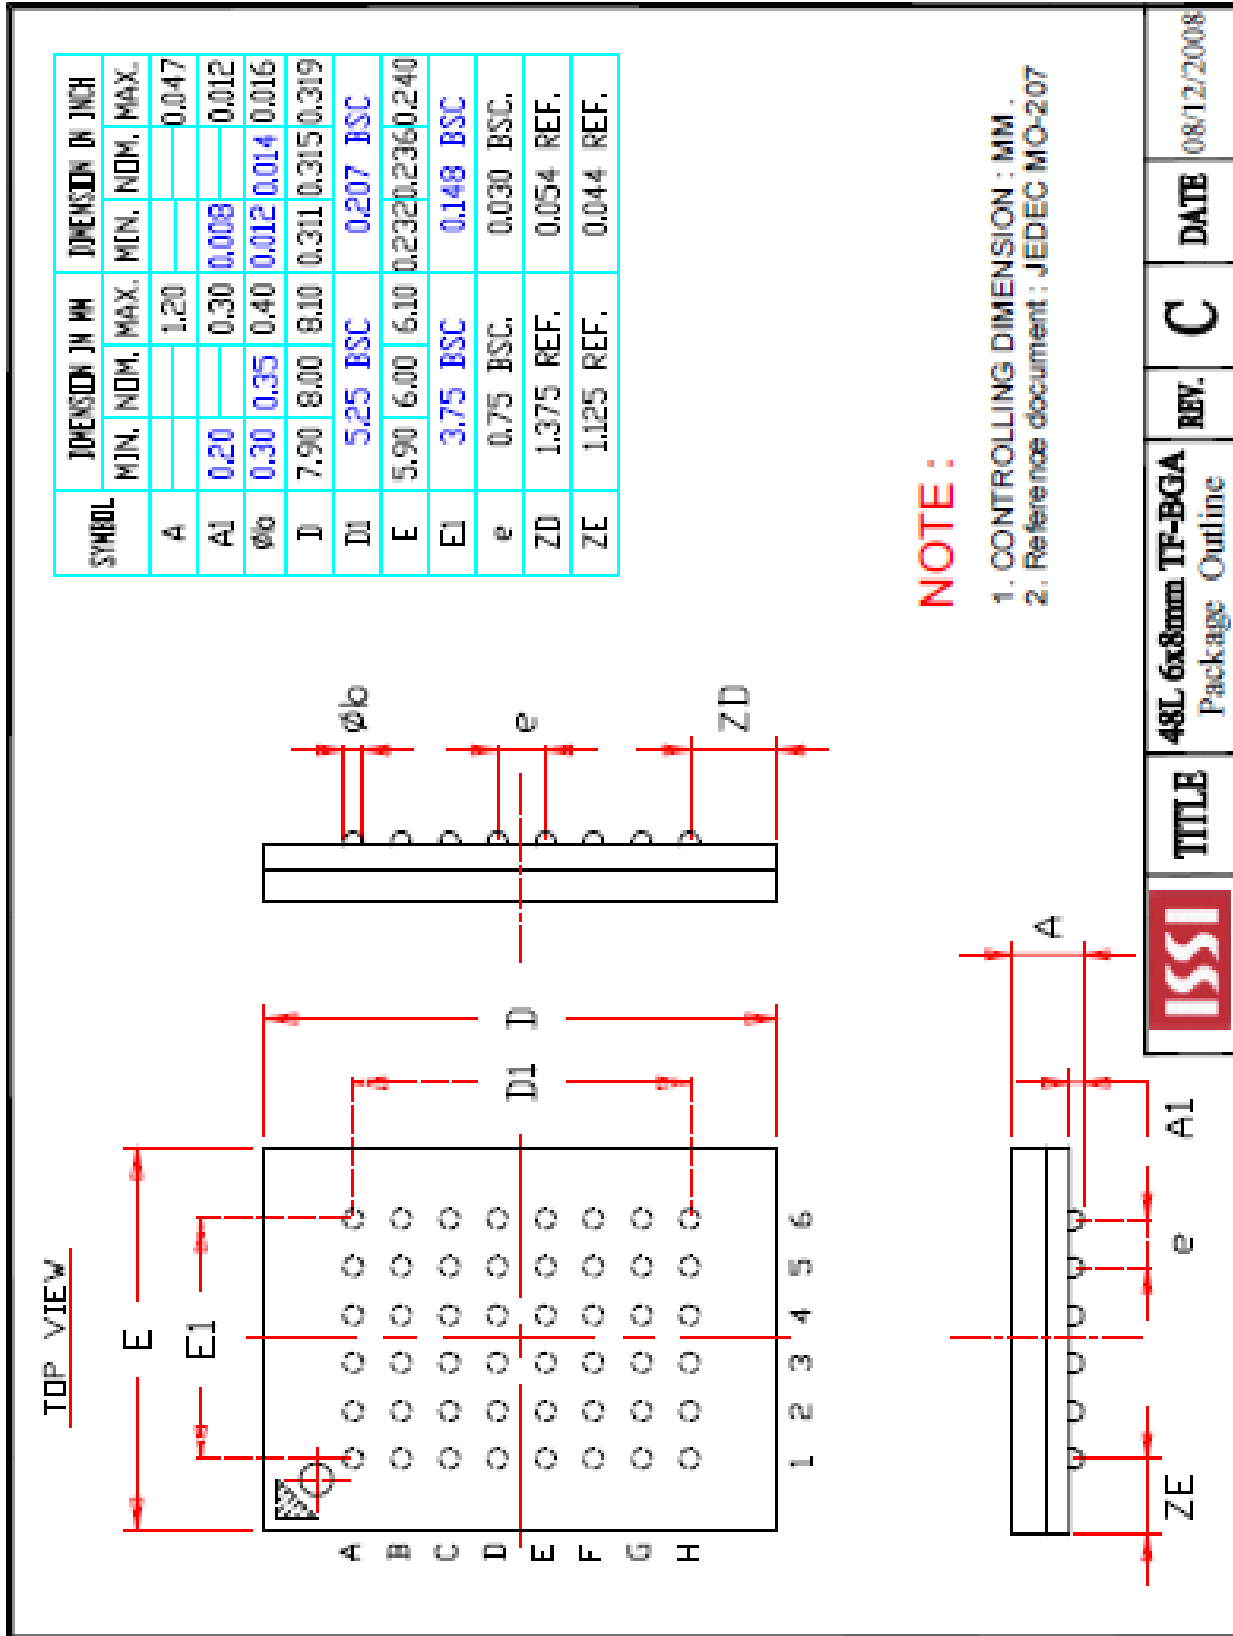 TOP VIEW
E
E1
A
B
C
D
E
F
G
H
1 2 3 4 5 6
D1
D
Øb
e
ZD
ZE
e
A1
A
SYMBOL DIMENSION IN MM DIMENSION IN INCH
MIN. NOM. MAX. MIN. NOM. MAX.
A 1.20 0.047
A1 0.20 0.30 0.008 0.012
Øb 0.30 0.35 0.40 0.012 0.014 0.016
D 7.90 8.00 8.10 0.311 0.315 0.319
D1 5.25 BSC 0.207 BSC
E 5.90 6.00 6.10 0.232 0.236 0.240
E1 3.75 BSC 0.148 BSC
e 0.75 BSC. 0.030 BSC.
ZD 1.375 REF. 0.054 REF.
ZE 1.125 REF. 0.044 REF.
NOTE :
1. CONTROLLING DIMENSION : MM .
2. Reference document : JEDEC MO-207
ISSI TITLE 48L 6x8mm TF-BGA REV. C DATE 08/12/2008
Package Outline